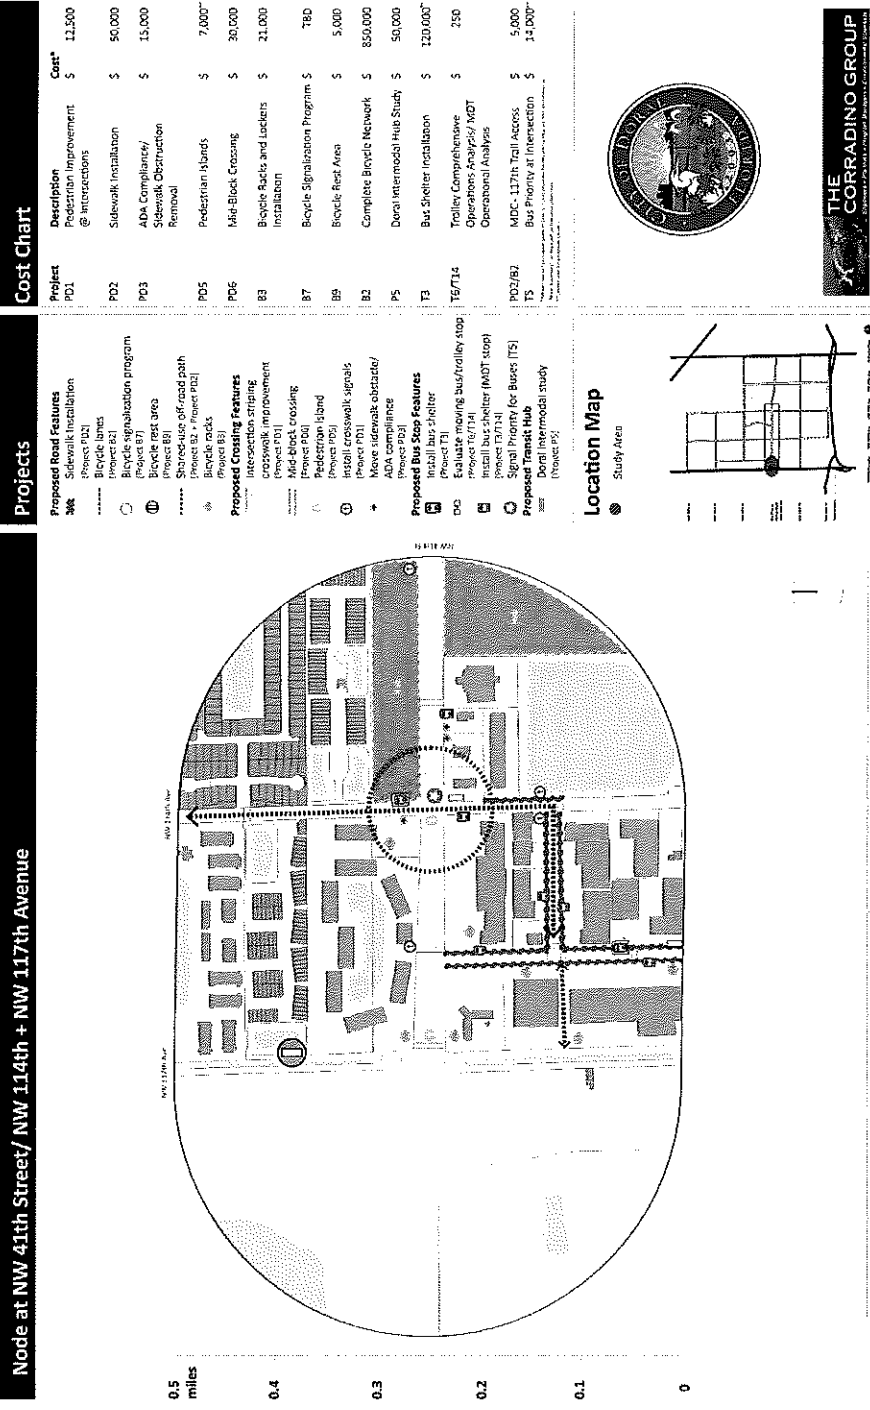 Node at NW 41th Street/ NW 114th + NW 117th Avenue
0.5
miles
0.4
0.3
0.2
0.1
0
NW 117th Ave
NW 114th Ave
Projects
Proposed Road Features
Sidewalk Installation
[Project PD2]
Bicycle lanes
[Project B2]
Bicycle signalization program
[Project B7]
Bicycle rest area
[Project B9]
Shared-use off-road path
[Project B2 + Project PD2]
Bicycle racks
[Project B3]
Proposed Crossing Features
Intersection striping
crosswalk improvement
[Project PD1]
Mid-block crossing
[Project PD6]
Pedestrian Island
[Project PD5]
Install crosswalk signals
[Project PD1]
Move sidewalk obstacle/
ADA compliance
[Project PD3]
Proposed Bus Stop Features
Install bus shelter
[Project T3]
Evaluate moving bus/trolley stop
[Project T6/T14]
Install bus shelter (MDT stop)
[Project T3/T14]
Signal Priority for Buses [T5]
Proposed Transit Hub
Doral Intermodal study
[Project P5]
Location Map
Study Area
Cost Chart
Project Description Cost*
PD1 Pedestrian Improvement $ 12,500
@ Intersections
PD2 Sidewalk Installation $ 50,000
PD3 ADA Compliance/ $ 15,000
Sidewalk Obstruction
Removal
PD5 Pedestrian Islands $ 7,000**
PD6 Mid-Block Crossing $ 30,000
B3 Bicycle Racks and Lockers $ 21,000
Installation
B7 Bicycle Signalization Program $ TBD
B9 Bicycle Rest Area $ 5,000
B2 Complete Bicycle Network $ 850,000
P5 Doral Intermodal Hub Study $ 50,000
T3 Bus Shelter Installation $ 120,000**
T6/T14 Trolley Comprehensive $ 250
Operations Analysis/ MDT
Operational Analysis
PD2/B2 MDC - 117th Trail Access $ 5,000
T5 Bus Priority at Intersection $ 14,000**
CITY OF DORAL
FLORIDA
THE
CORRADINO GROUP